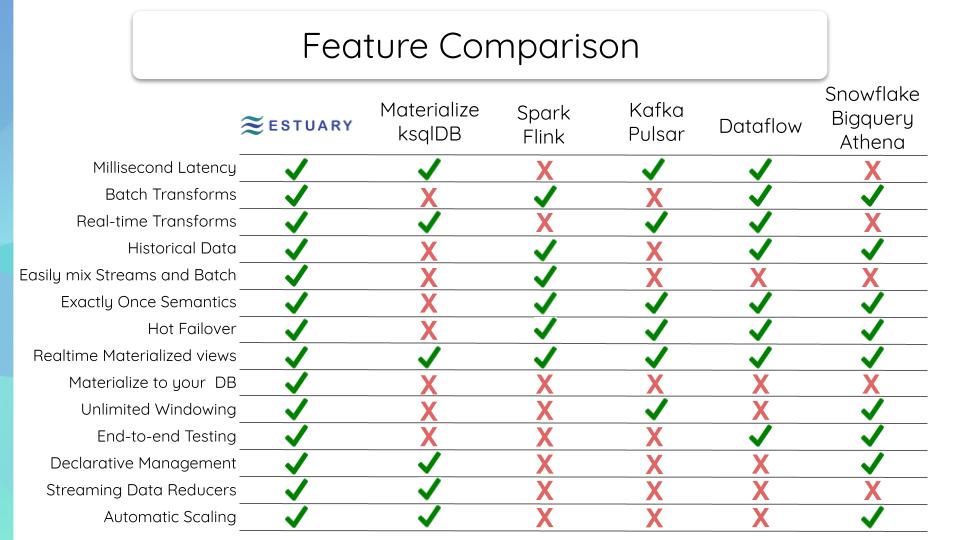 Feature Comparison
ESTUARY
Materialize
ksqlDB
Spark
Flink
Kafka
Pulsar
Dataflow
Snowflake
Bigquery
Athena
Millisecond Latency
Batch Transforms
Real-time Transforms
Historical Data
Easily mix Streams and Batch
Exactly Once Semantics
Hot Failover
Realtime Materialized views
Materialize to your DB
Unlimited Windowing
End-to-end Testing
Declarative Management
Streaming Data Reducers
Automatic Scaling